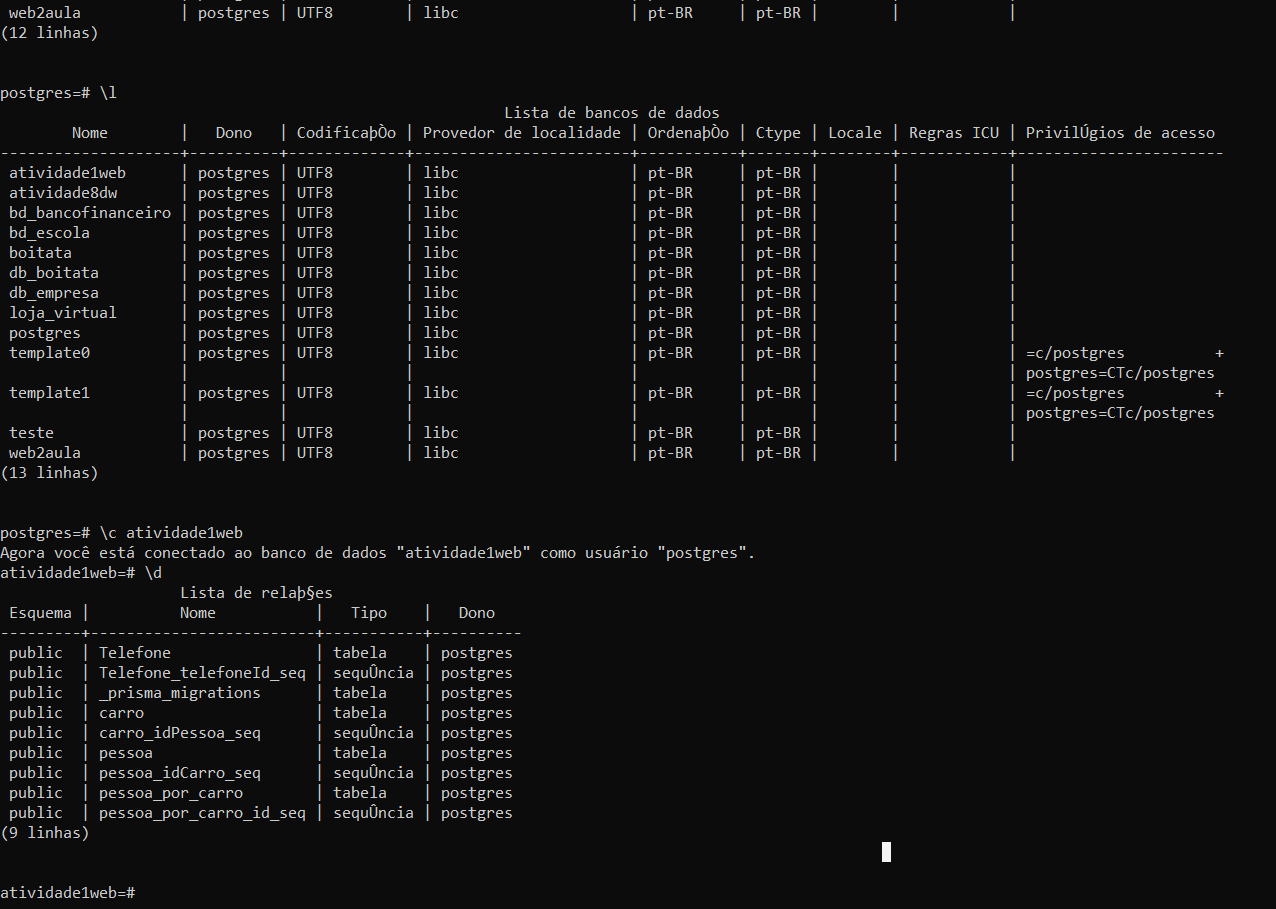 web2aula           | postgres | UTF8        | libc                   | pt-BR     | pt-BR |        |            |
(12 linhas)
postgres=# \l
Lista de bancos de dados
Nome        |   Dono   | CodificaþÒo | Provedor de localidade | OrdenaþÒo | Ctype | Locale | Regras ICU | PrivilÚgios de acesso
-------------------+----------+-------------+------------------------+-----------+-------+--------+------------+-----------------------
atividade1web      | postgres | UTF8        | libc                   | pt-BR     | pt-BR |        |            |
atividade8dw       | postgres | UTF8        | libc                   | pt-BR     | pt-BR |        |            |
bd_bancofinanceiro | postgres | UTF8        | libc                   | pt-BR     | pt-BR |        |            |
bd_escola          | postgres | UTF8        | libc                   | pt-BR     | pt-BR |        |            |
boitata            | postgres | UTF8        | libc                   | pt-BR     | pt-BR |        |            |
db_boitata         | postgres | UTF8        | libc                   | pt-BR     | pt-BR |        |            |
db_empresa         | postgres | UTF8        | libc                   | pt-BR     | pt-BR |        |            |
loja_virtual       | postgres | UTF8        | libc                   | pt-BR     | pt-BR |        |            |
postgres           | postgres | UTF8        | libc                   | pt-BR     | pt-BR |        |            |
template0          | postgres | UTF8        | libc                   | pt-BR     | pt-BR |        |            | =c/postgres          +
|          |             |                        |           |       |        |            | postgres=CTc/postgres
template1          | postgres | UTF8        | libc                   | pt-BR     | pt-BR |        |            | =c/postgres          +
|          |             |                        |           |       |        |            | postgres=CTc/postgres
teste              | postgres | UTF8        | libc                   | pt-BR     | pt-BR |        |            |
web2aula           | postgres | UTF8        | libc                   | pt-BR     | pt-BR |        |            |
(13 linhas)
postgres=# \c atividade1web
Agora você está conectado ao banco de dados "atividade1web" como usuário "postgres".
atividade1web=# \d
Lista de relaþ§es
Esquema |          Nome           |   Tipo    |   Dono
---------+-------------------------+-----------+----------
public  | Telefone                | tabela    | postgres
public  | Telefone_telefoneId_seq | sequÛncia | postgres
public  | _prisma_migrations      | tabela    | postgres
public  | carro                   | tabela    | postgres
public  | carro_idPessoa_seq      | sequÛncia | postgres
public  | pessoa                  | tabela    | postgres
public  | pessoa_idCarro_seq      | sequÛncia | postgres
public  | pessoa_por_carro        | tabela    | postgres
public  | pessoa_por_carro_id_seq | sequÛncia | postgres
(9 linhas)
atividade1web=#